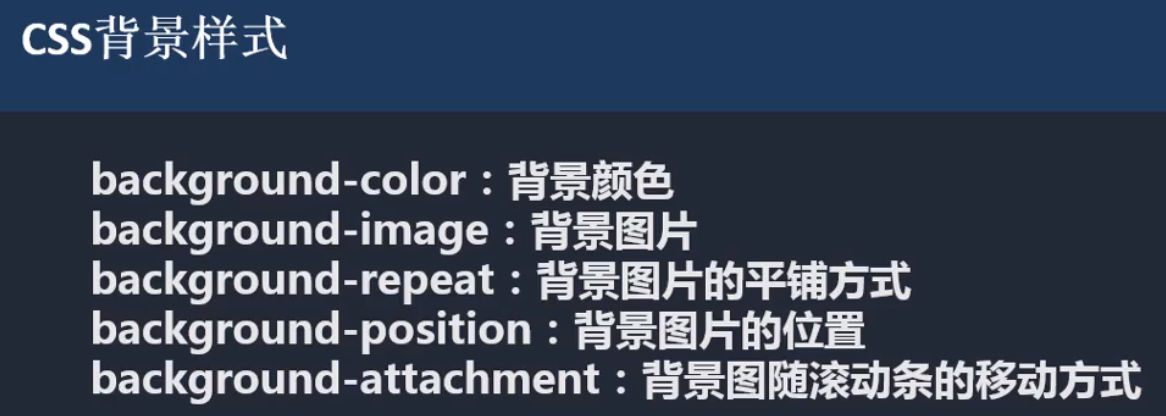 CSS背景样式
background-color：背景颜色
background-image：背景图片
background-repeat：背景图片的平铺方式
background-position：背景图片的位置
background-attachment：背景图随滚动条的移动方式